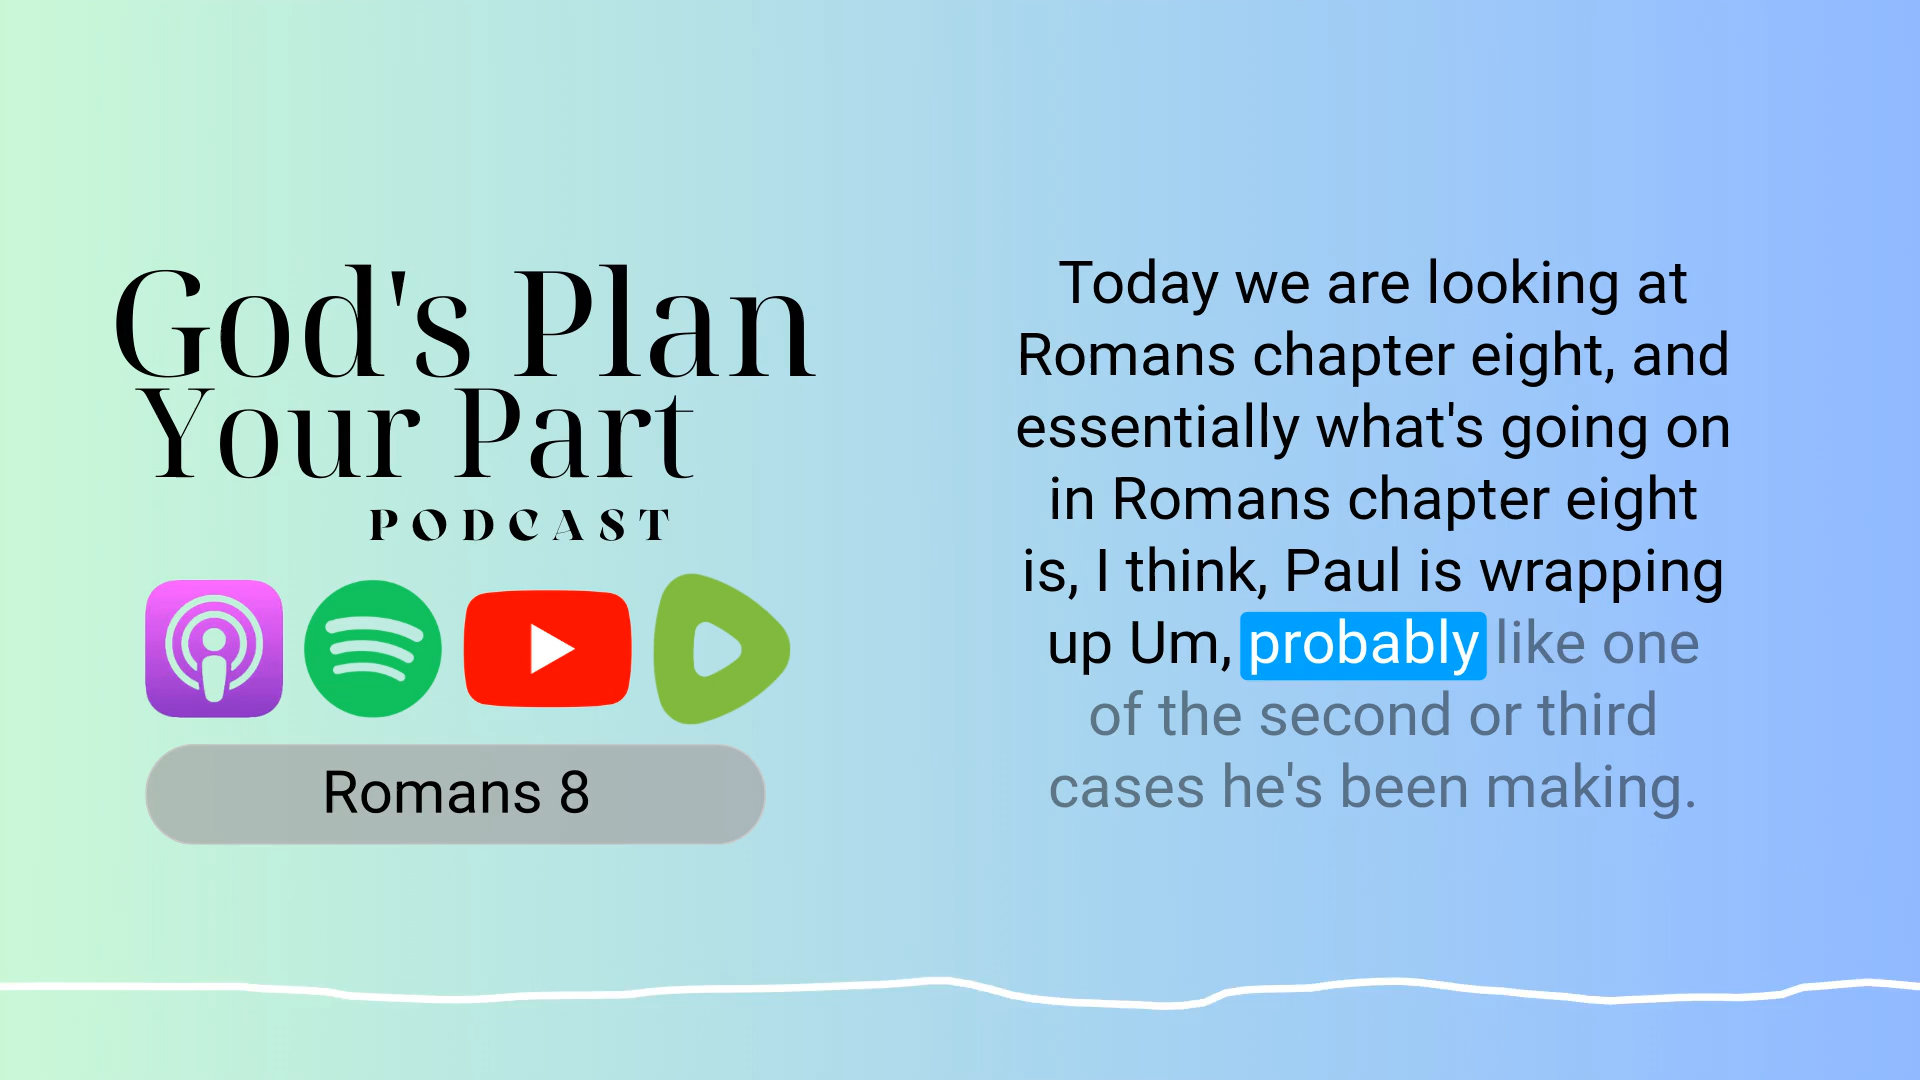 God's Plan
Your Part
PODCAST
Romans 8
Today we are looking at
Romans chapter eight, and
essentially what's going on
in Romans chapter eight
is, I think, Paul is wrapping
up Um, probably like one
of the second or third
cases he's been making.